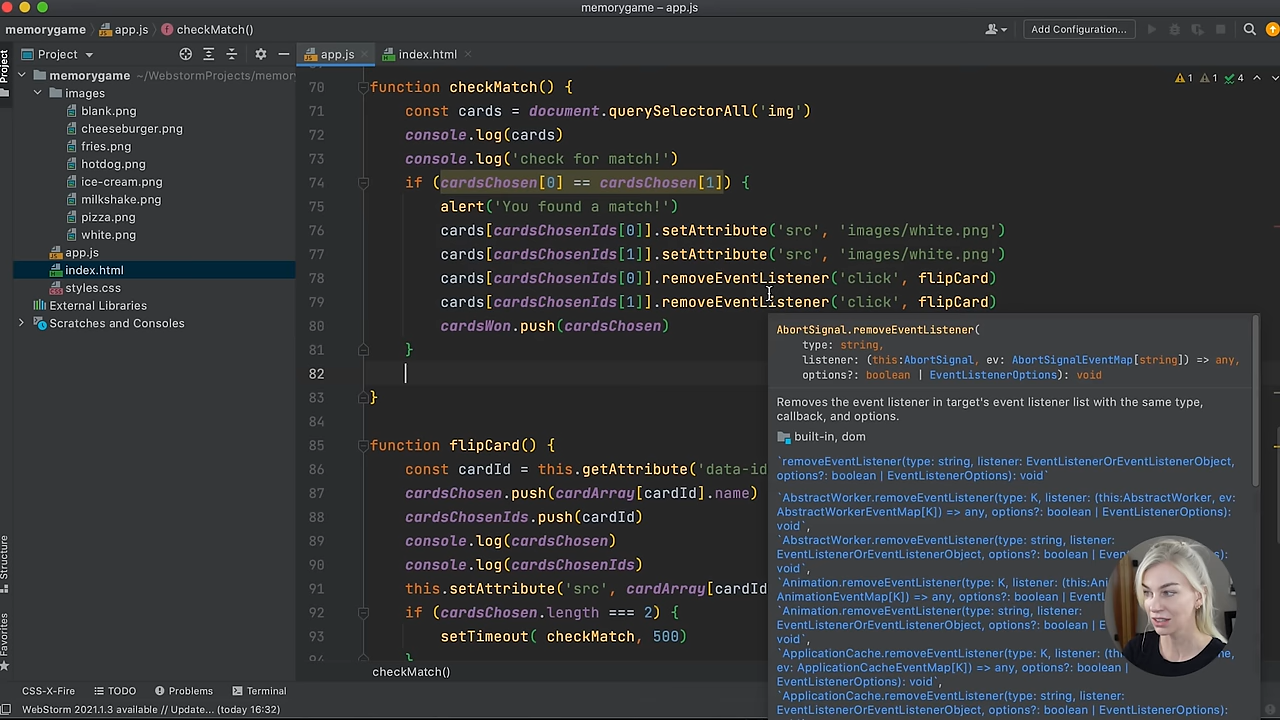 memorygame – app.js
memorygame
app.js
checkMatch()
Add Configuration...
Project
app.js
index.html
Project
memorygame ~/WebstormProjects/memory
images
blank.png
cheeseburger.png
fries.png
hotdog.png
ice-cream.png
milkshake.png
pizza.png
white.png
app.js
index.html
styles.css
External Libraries
Scratches and Consoles
Structure
Favorites
1 1 4
70 function checkMatch() {
71 const cards = document.querySelectorAll('img')
72 console.log(cards)
73 console.log('check for match!')
74 if (cardsChosen[0] == cardsChosen[1]) {
75 alert('You found a match!')
76 cards[cardsChosenIds[0]].setAttribute('src', 'images/white.png')
77 cards[cardsChosenIds[1]].setAttribute('src', 'images/white.png')
78 cards[cardsChosenIds[0]].removeEventListener('click', flipCard)
79 cards[cardsChosenIds[1]].removeEventListener('click', flipCard)
80 cardsWon.push(cardsChosen)
81 }
82
83 }
84
85 function flipCard() {
86 const cardId = this.getAttribute('data-id
87 cardsChosen.push(cardArray[cardId].name)
88 cardsChosenIds.push(cardId)
89 console.log(cardsChosen)
90 console.log(cardsChosenIds)
91 this.setAttribute('src', cardArray[cardId
92 if (cardsChosen.length === 2) {
93 setTimeout( checkMatch, 500)
94 }
checkMatch()
AbortSignal.removeEventListener(
type: string,
listener: (this:AbortSignal, ev: AbortSignalEventMap[string]) => any,
options?: boolean | EventListenerOptions): void
Removes the event listener in target's event listener list with the same type,
callback, and options.
built-in, dom
`removeEventListener(type: string, listener: EventListenerOrEventListenerObject,
options?: boolean | EventListenerOptions): void`
`AbstractWorker.removeEventListener(type: K, listener: (this:AbstractWorker, ev:
AbstractWorkerEventMap[K]) => any, options?: boolean | EventListenerOptions):
void`,
`AbstractWorker.removeEventListener(type: string, listener:
EventListenerOrEventListenerObject, options?: boolean |
void`,
`Animation.removeEventListener(type: K, listener: (this:Ani
AnimationEventMap[K]) => any, options?: boolean |
`Animation.removeEventListener(type: string, listener:
EventListenerOrEventListenerObject, options?: boolean
void`,
`ApplicationCache.removeEventListener(type: K, listener:
ev: ApplicationCacheEventMap[K]) => any, options?: boolean |
EventListenerOptions): void`,
`ApplicationCache.removeEventListener(type: string, listener:
EventListenerOrEventListenerObject, options?: boolean | EventListenerOptions):
CSS-X-Fire
TODO
Problems
Terminal
WebStorm 2021.1.3 available // Update... (today 16:32)